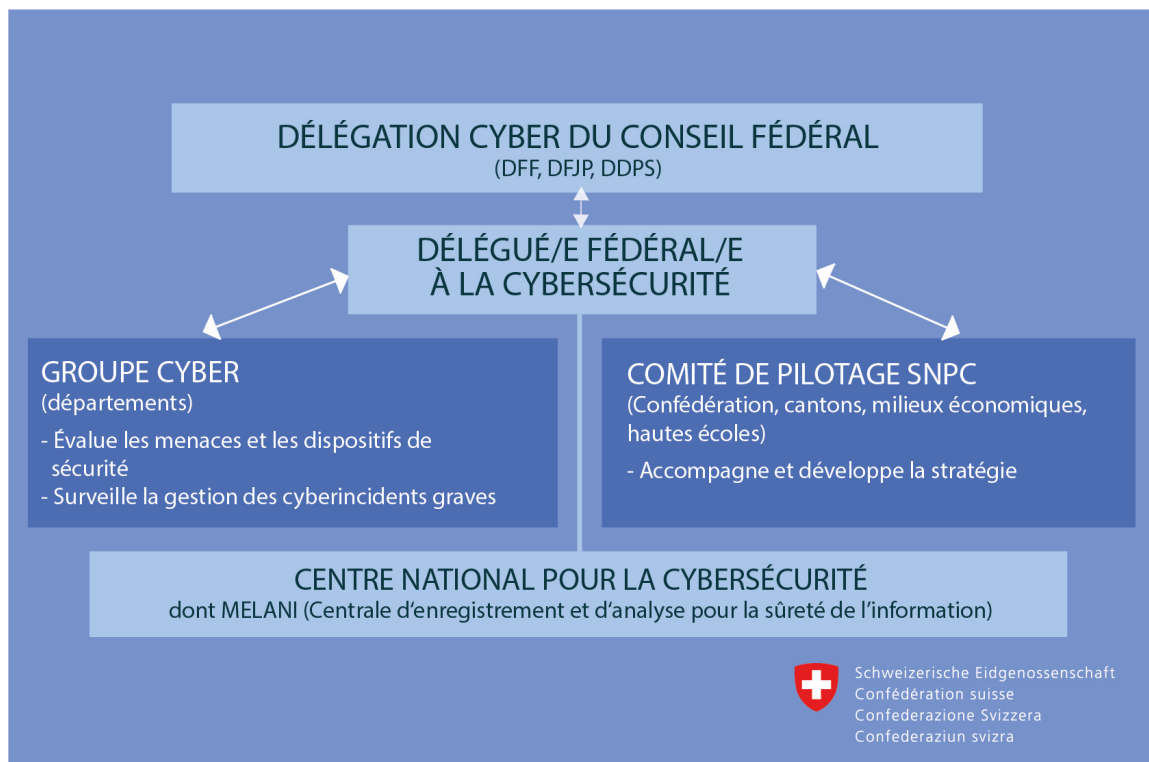 DÉLÉGATION CYBER DU CONSEIL FÉDÉRAL
(DFF, DFJP, DDPS)
DÉLÉGUÉ/E FÉDÉRAL/E
À LA CYBERSÉCURITÉ
GROUPE CYBER
(départements)
- Évalue les menaces et les dispositifs de
sécurité
- Surveille la gestion des cyberincidents graves
COMITÉ DE PILOTAGE SNPC
(Confédération, cantons, milieux économiques,
hautes écoles)
- Accompagne et développe la stratégie
CENTRE NATIONAL POUR LA CYBERSÉCURITÉ
dont MELANI (Centrale d‘enregistrement et d‘analyse pour la sûreté de l’information)
Schweizerische Eidgenossenschaft
Confédération suisse
Confederazione Svizzera
Confederaziun svizra